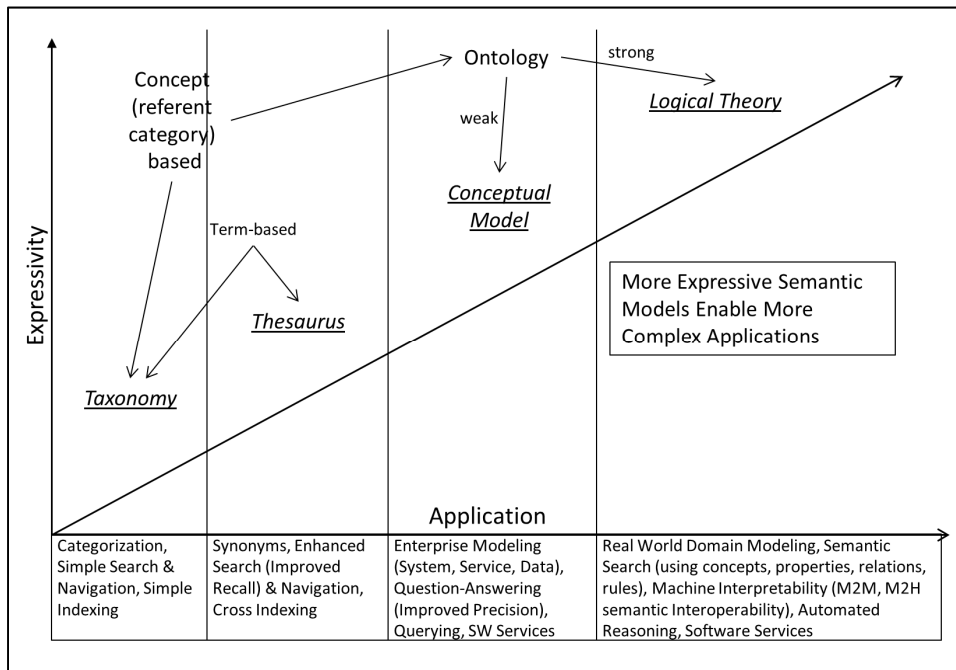 Expressivity
Concept
(referent
category)
based
Ontology
strong
weak
Logical Theory
Conceptual
Model
Term-based
Thesaurus
Taxonomy
More Expressive Semantic
Models Enable More
Complex Applications
Application
Categorization,
Simple Search &
Navigation, Simple
Indexing
Synonyms, Enhanced
Search (Improved
Recall) & Navigation,
Cross Indexing
Enterprise Modeling
(System, Service, Data),
Question-Answering
(Improved Precision),
Querying, SW Services
Real World Domain Modeling, Semantic
Search (using concepts, properties, relations,
rules), Machine Interpretability (M2M, M2H
semantic Interoperability), Automated
Reasoning, Software Services